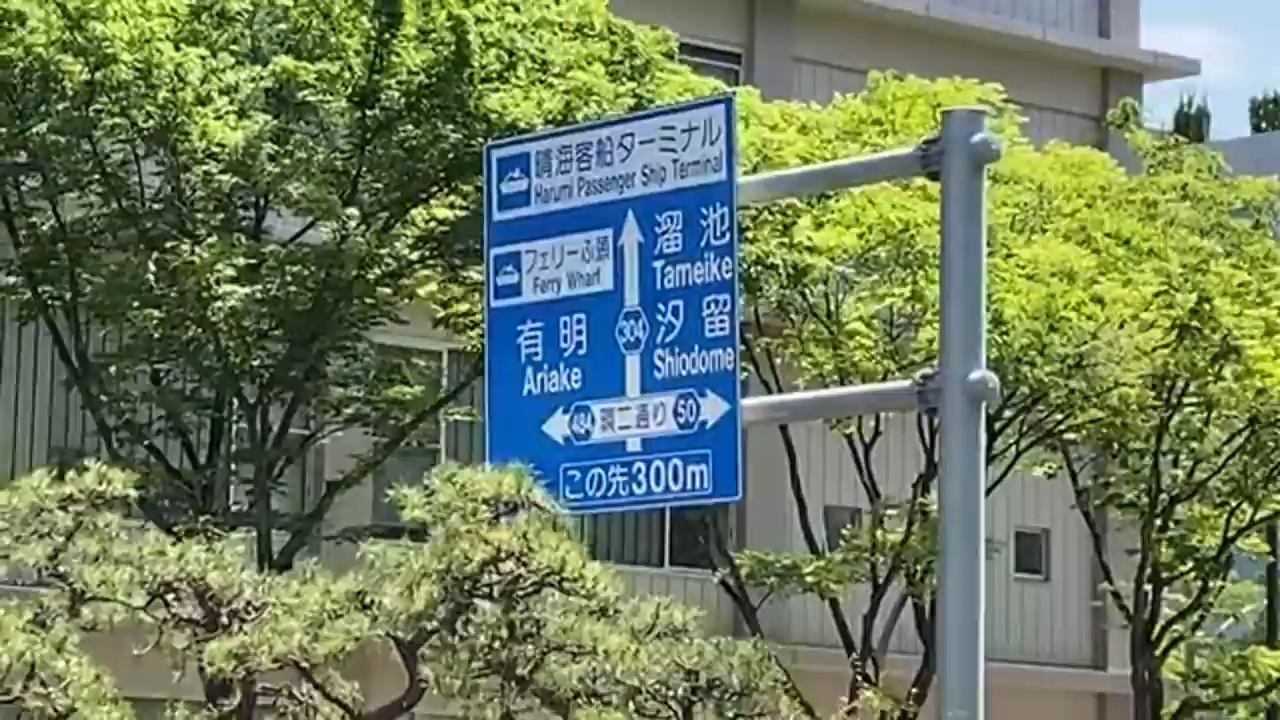 晴海客船ターミナル
Harumi Passenger Ship Terminal
フェリーふ頭
Ferry Wharf
溜池
Tameike
304
汐留
Shiodome
有明
Ariake
484 環二通り 50
この先300m